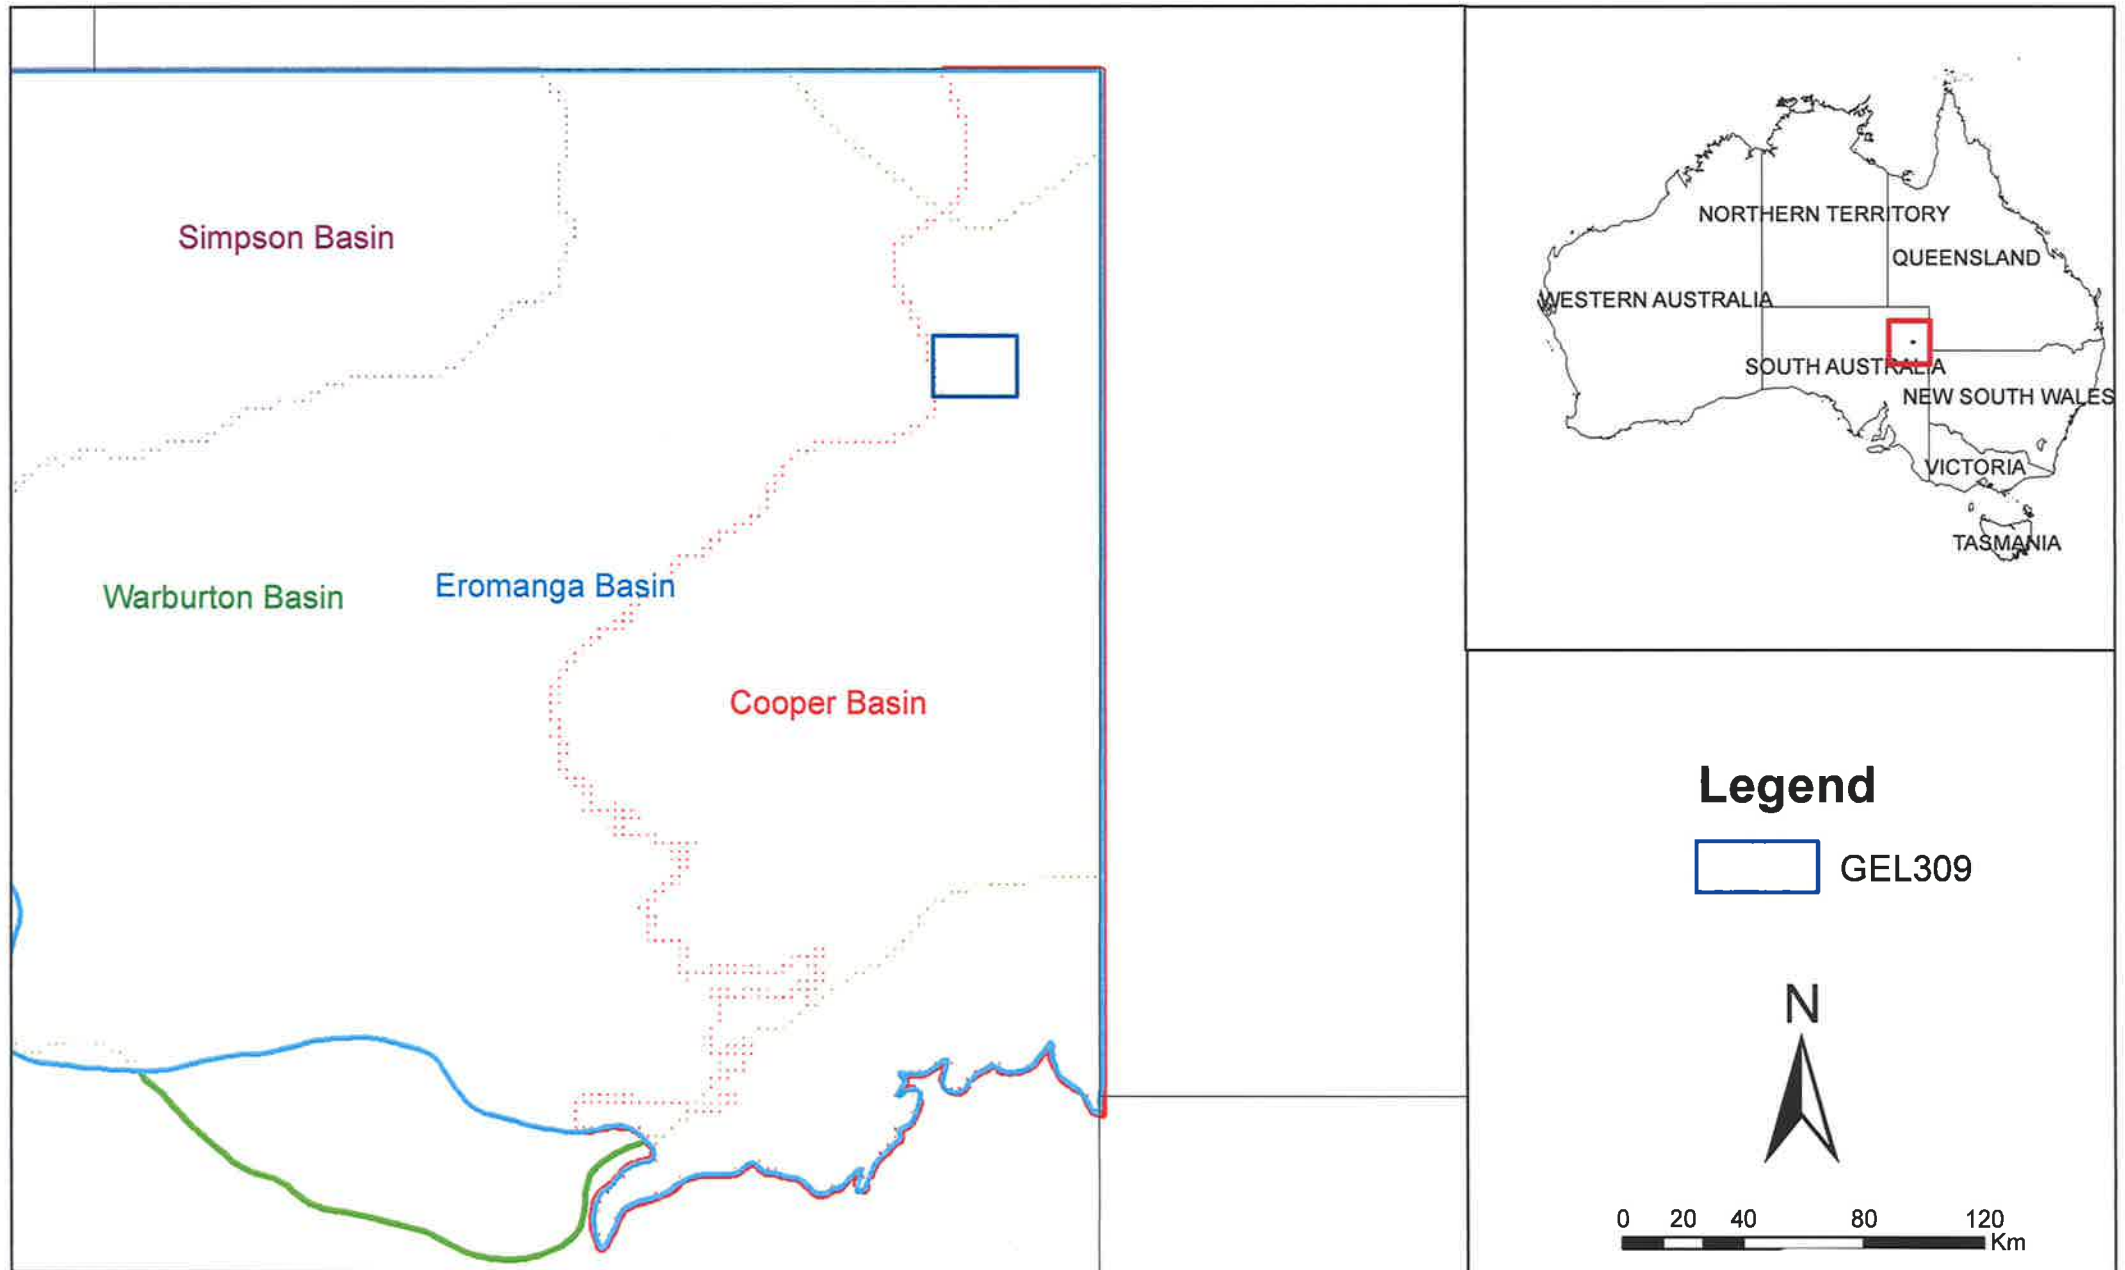 Simpson Basin
Warburton Basin
Eromanga Basin
Cooper Basin
NORTHERN TERRITORY
QUEENSLAND
WESTERN AUSTRALIA
SOUTH AUSTRALIA
NEW SOUTH WALES
VICTORIA
TASMANIA
Legend
GEL309
N
0 20 40 80 120
Km